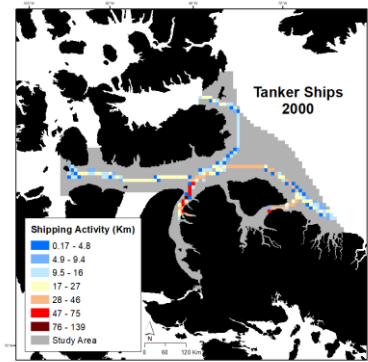 Tanker Ships
2000
Shipping Activity (Km)
0.17 - 4.8
4.9 - 9.4
9.5 - 16
17 - 27
28 - 46
47 - 75
76 - 139
Study Area
N
0 60 120 Km